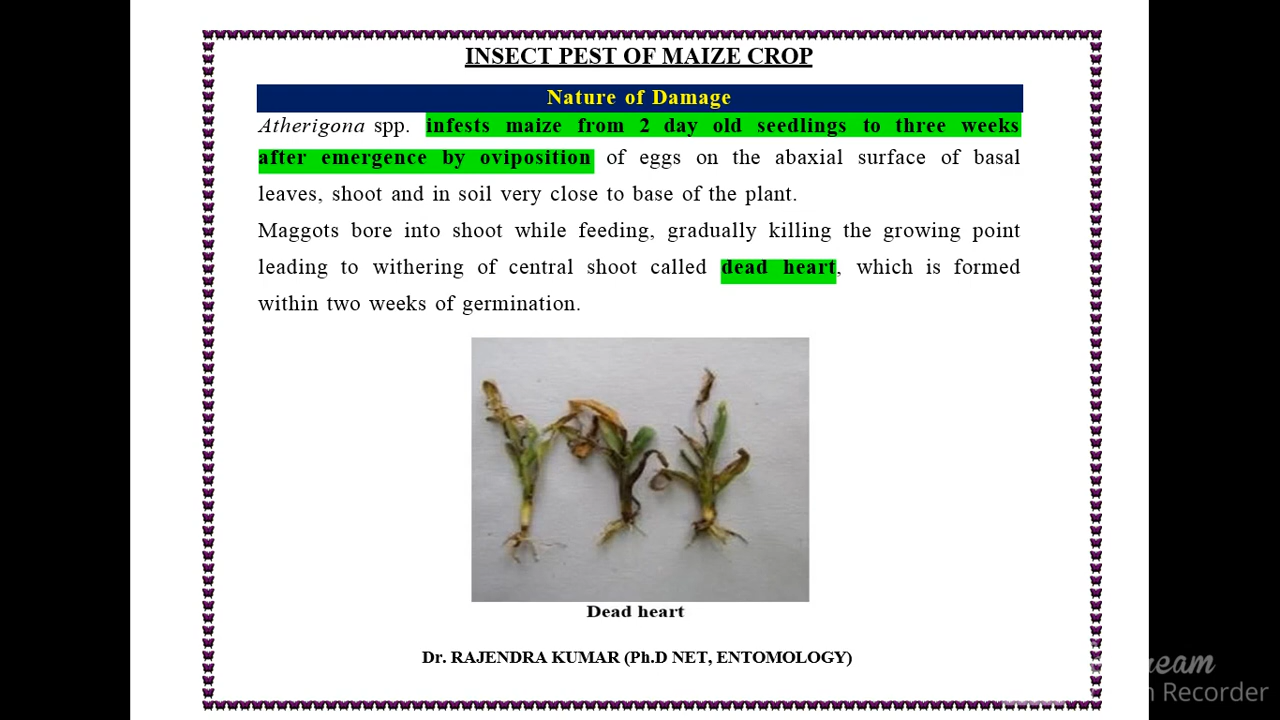 INSECT PEST OF MAIZE CROP
Nature of Damage
Atherigona spp. infests maize from 2 day old seedlings to three weeks
after emergence by oviposition of eggs on the abaxial surface of basal
leaves, shoot and in soil very close to base of the plant.
Maggots bore into shoot while feeding, gradually killing the growing point
leading to withering of central shoot called dead heart, which is formed
within two weeks of germination.
Dead heart
Dr. RAJENDRA KUMAR (Ph.D NET, ENTOMOLOGY)
Recorder